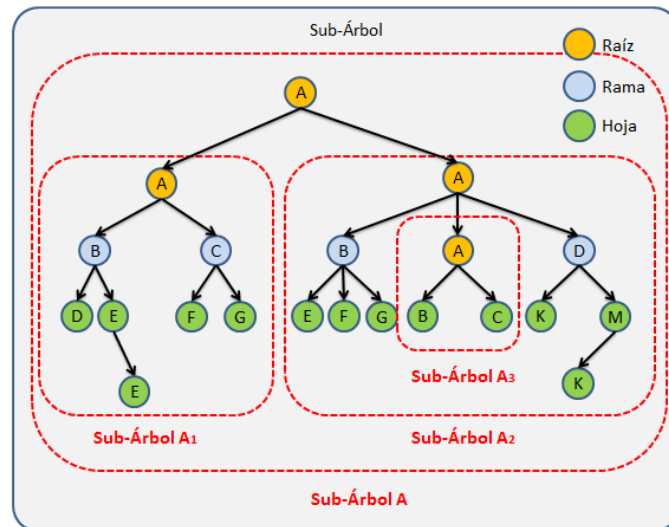 Sub-Árbol
Raíz
Rama
Hoja
A
A
A
B
C
B
A
D
D
E
F
G
E
F
G
B
C
K
M
E
K
Sub-Árbol A3
Sub-Árbol A1
Sub-Árbol A2
Sub-Árbol A